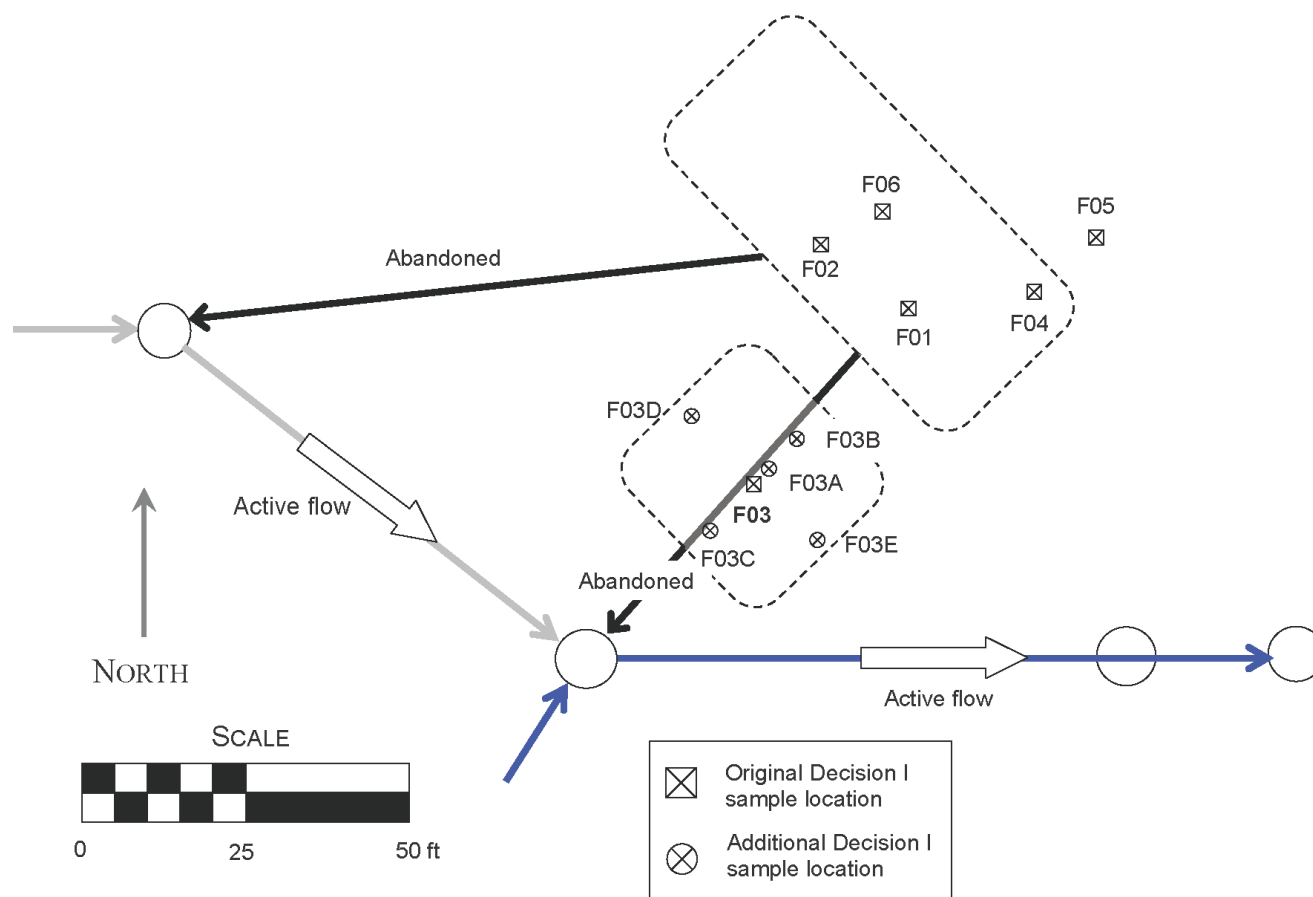 F06
F05
F02
Abandoned
F04
F01
F03D
F03B
F03A
Active flow
F03
F03E
F03C
Abandoned
NORTH
Active flow
SCALE
0 25 50 ft
Original Decision I
sample location
Additional Decision I
sample location